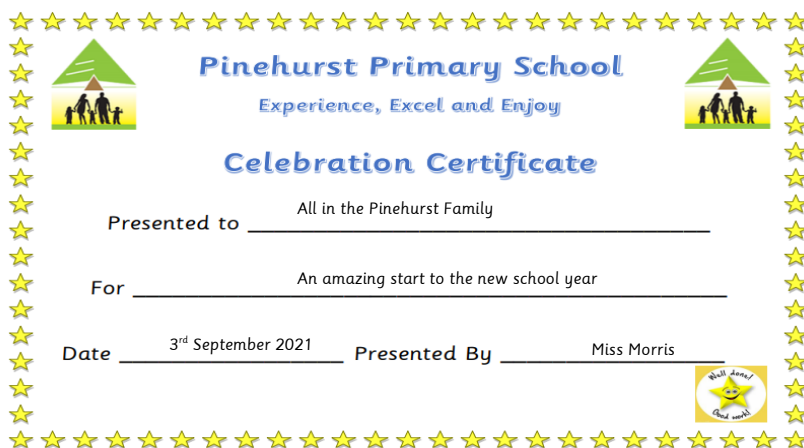 Pinehurst Primary School
Experience, Excel and Enjoy
Celebration Certificate
Presented to All in the Pinehurst Family
For An amazing start to the new school year
Date 3rd September 2021 Presented By Miss Morris
Well done!
Good work!